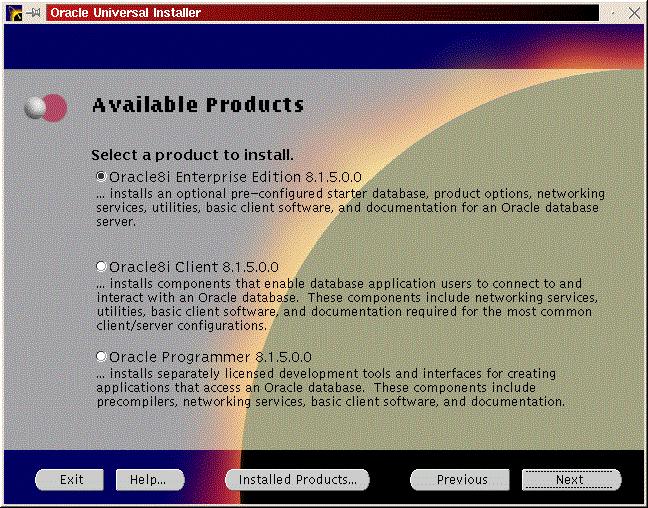 Oracle Universal Installer
Available Products
Select a product to install.
Oracle8i Enterprise Edition 8.1.5.0.0
... installs an optional pre-configured starter database, product options, networking
services, utilities, basic client software, and documentation for an Oracle database
server.
Oracle8i Client 8.1.5.0.0
... installs components that enable database application users to connect to and
interact with an Oracle database. These components include networking services,
utilities, basic client software, and documentation required for the most common
client/server configurations.
Oracle Programmer 8.1.5.0.0
... installs separately licensed development tools and interfaces for creating
applications that access an Oracle database. These components include
precompilers, networking services, basic client software, and documentation.
Exit Help... Installed Products... Previous Next